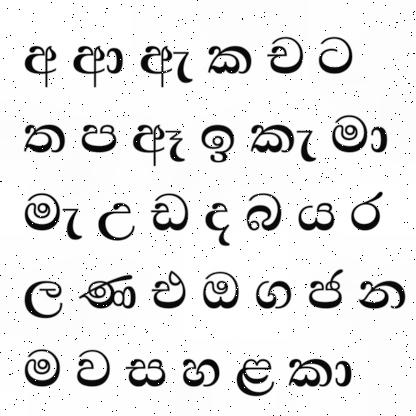 අ ආ ඇ ක ච ට
ත ප ඈ ඉ කැ මා
මැ උ ඩ ද බ ය ර
ල ණ එ ඔ ග ජ න
ම ව ස හ ළ කා